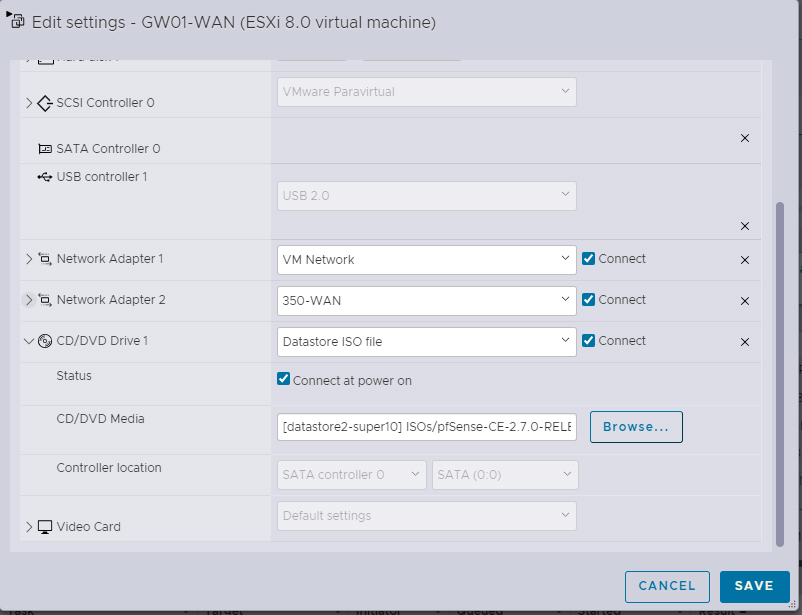 Edit settings - GW01-WAN (ESXi 8.0 virtual machine)
SCSI Controller 0
VMware Paravirtual
SATA Controller 0
USB controller 1
USB 2.0
Network Adapter 1
VM Network
Connect
Network Adapter 2
350-WAN
Connect
CD/DVD Drive 1
Datastore ISO file
Connect
Status
Connect at power on
CD/DVD Media
[datastore2-super10] ISOs/pfSense-CE-2.7.0-RELE
Browse...
Controller location
SATA controller 0
SATA (0:0)
Video Card
Default settings
CANCEL
SAVE